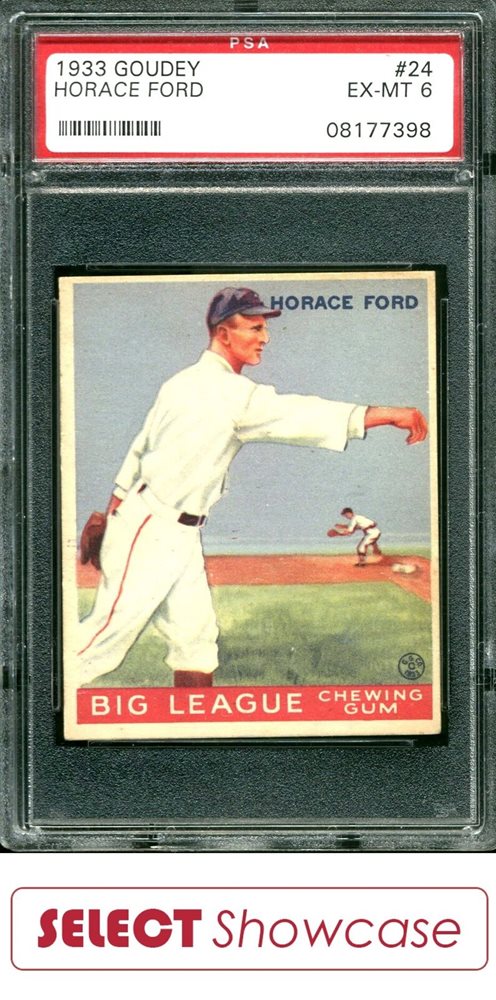 PSA
1933 GOUDEY #24
HORACE FORD EX-MT 6
08177398
HORACE FORD
BIG LEAGUE CHEWING GUM
SELECT Showcase